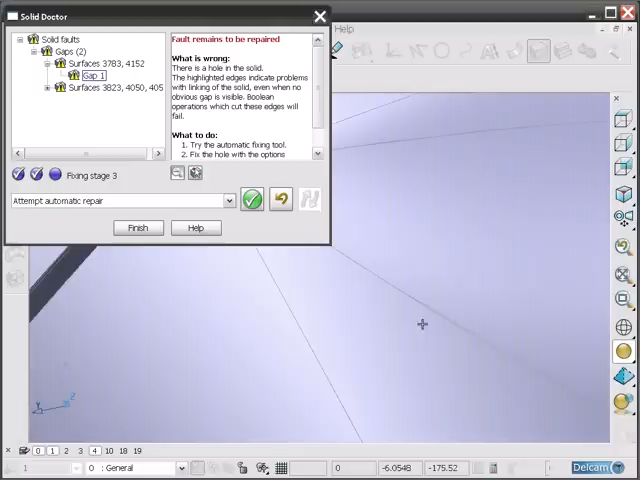 Solid Doctor
Help
Solid faults
Gaps (2)
Surfaces 3783, 4152
Gap 1
Surfaces 3823, 4050, 405
Fault remains to be repaired
What is wrong:
There is a hole in the solid.
The highlighted edges indicate problems
with linking of the solid, even when no
obvious gap is visible. Boolean
operations which cut these edges will
fail.
What to do:
1. Try the automatic fixing tool.
2. Fix the hole with the options
Fixing stage 3
Attempt automatic repair
Finish
Help
Y
Z
0 1 2 3 4 10 18 19
1
0 : General
0
-6.0548
-175.52
Delcam